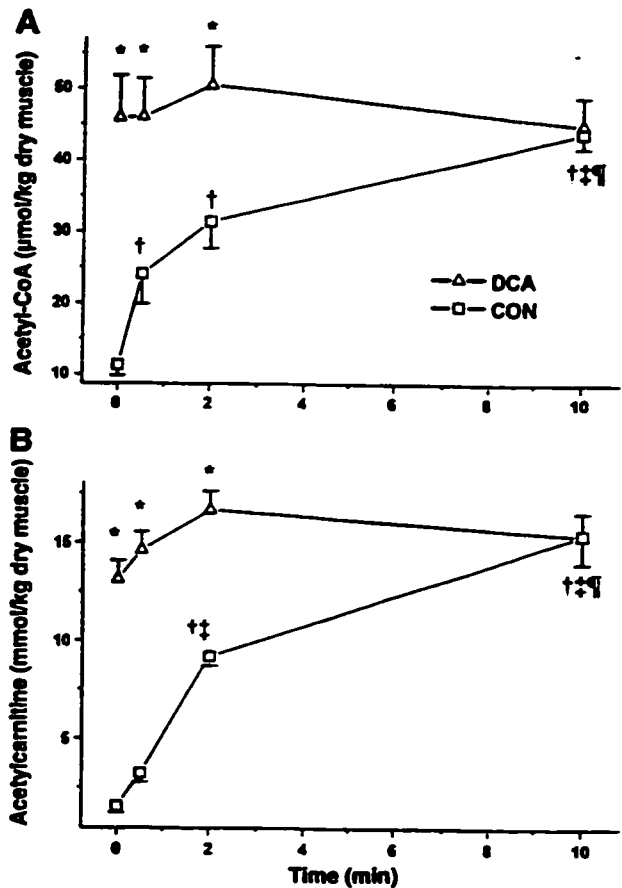 A
Acetyl-CoA (µmol/kg dry muscle)
50
40
30
20
10
* * *
† †
†‡¶
DCA
CON
0 2 4 6 8 10
B
Acetylcarnitine (mmol/kg dry muscle)
15
10
5
* * *
†‡
†‡¶
0 2 4 6 8 10
Time (min)